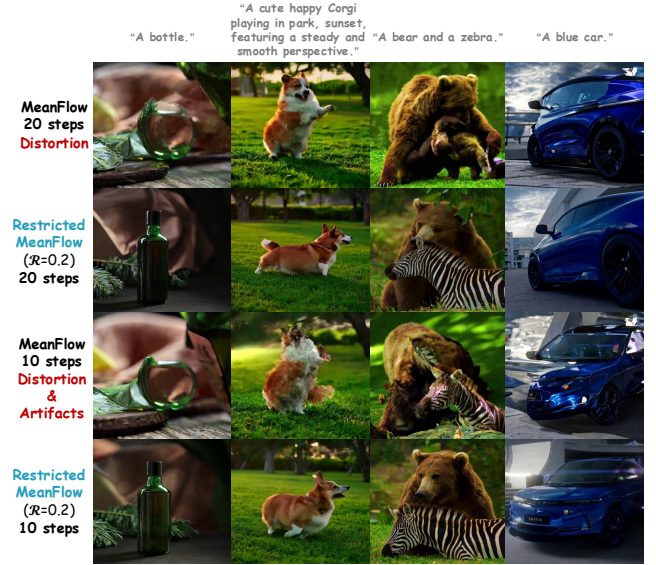 "A bottle."
"A cute happy Corgi
playing in park, sunset,
featuring a steady and
smooth perspective."
"A bear and a zebra."
"A blue car."
MeanFlow
20 steps
Distortion
Restricted
MeanFlow
(𝓡=0.2)
20 steps
MeanFlow
10 steps
Distortion
&
Artifacts
Restricted
MeanFlow
(𝓡=0.2)
10 steps